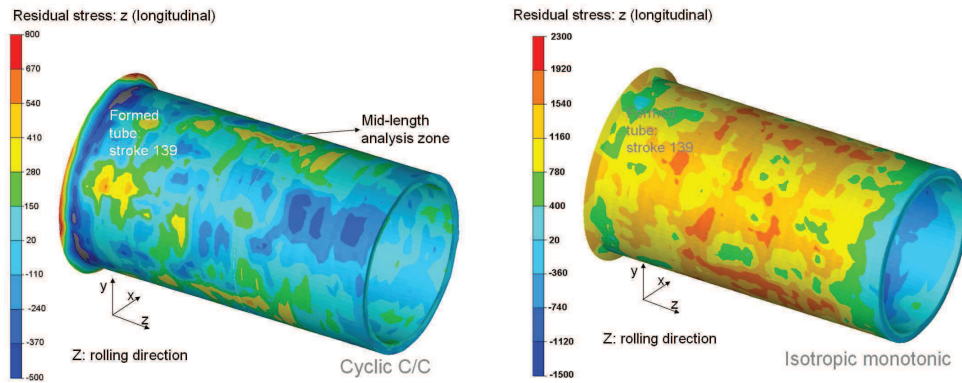 Residual stress: z (longitudinal)
800
670
540
410
280
150
20
-110
-240
-370
-500
Formed
tube:
stroke 139
Mid-length
analysis zone
y
x
z
Z: rolling direction
Cyclic C/C
Residual stress: z (longitudinal)
2300
1920
1540
1160
780
400
20
-360
-740
-1120
-1500
Formed
tube:
stroke 139
y
x
z
Z: rolling direction
Isotropic monotonic